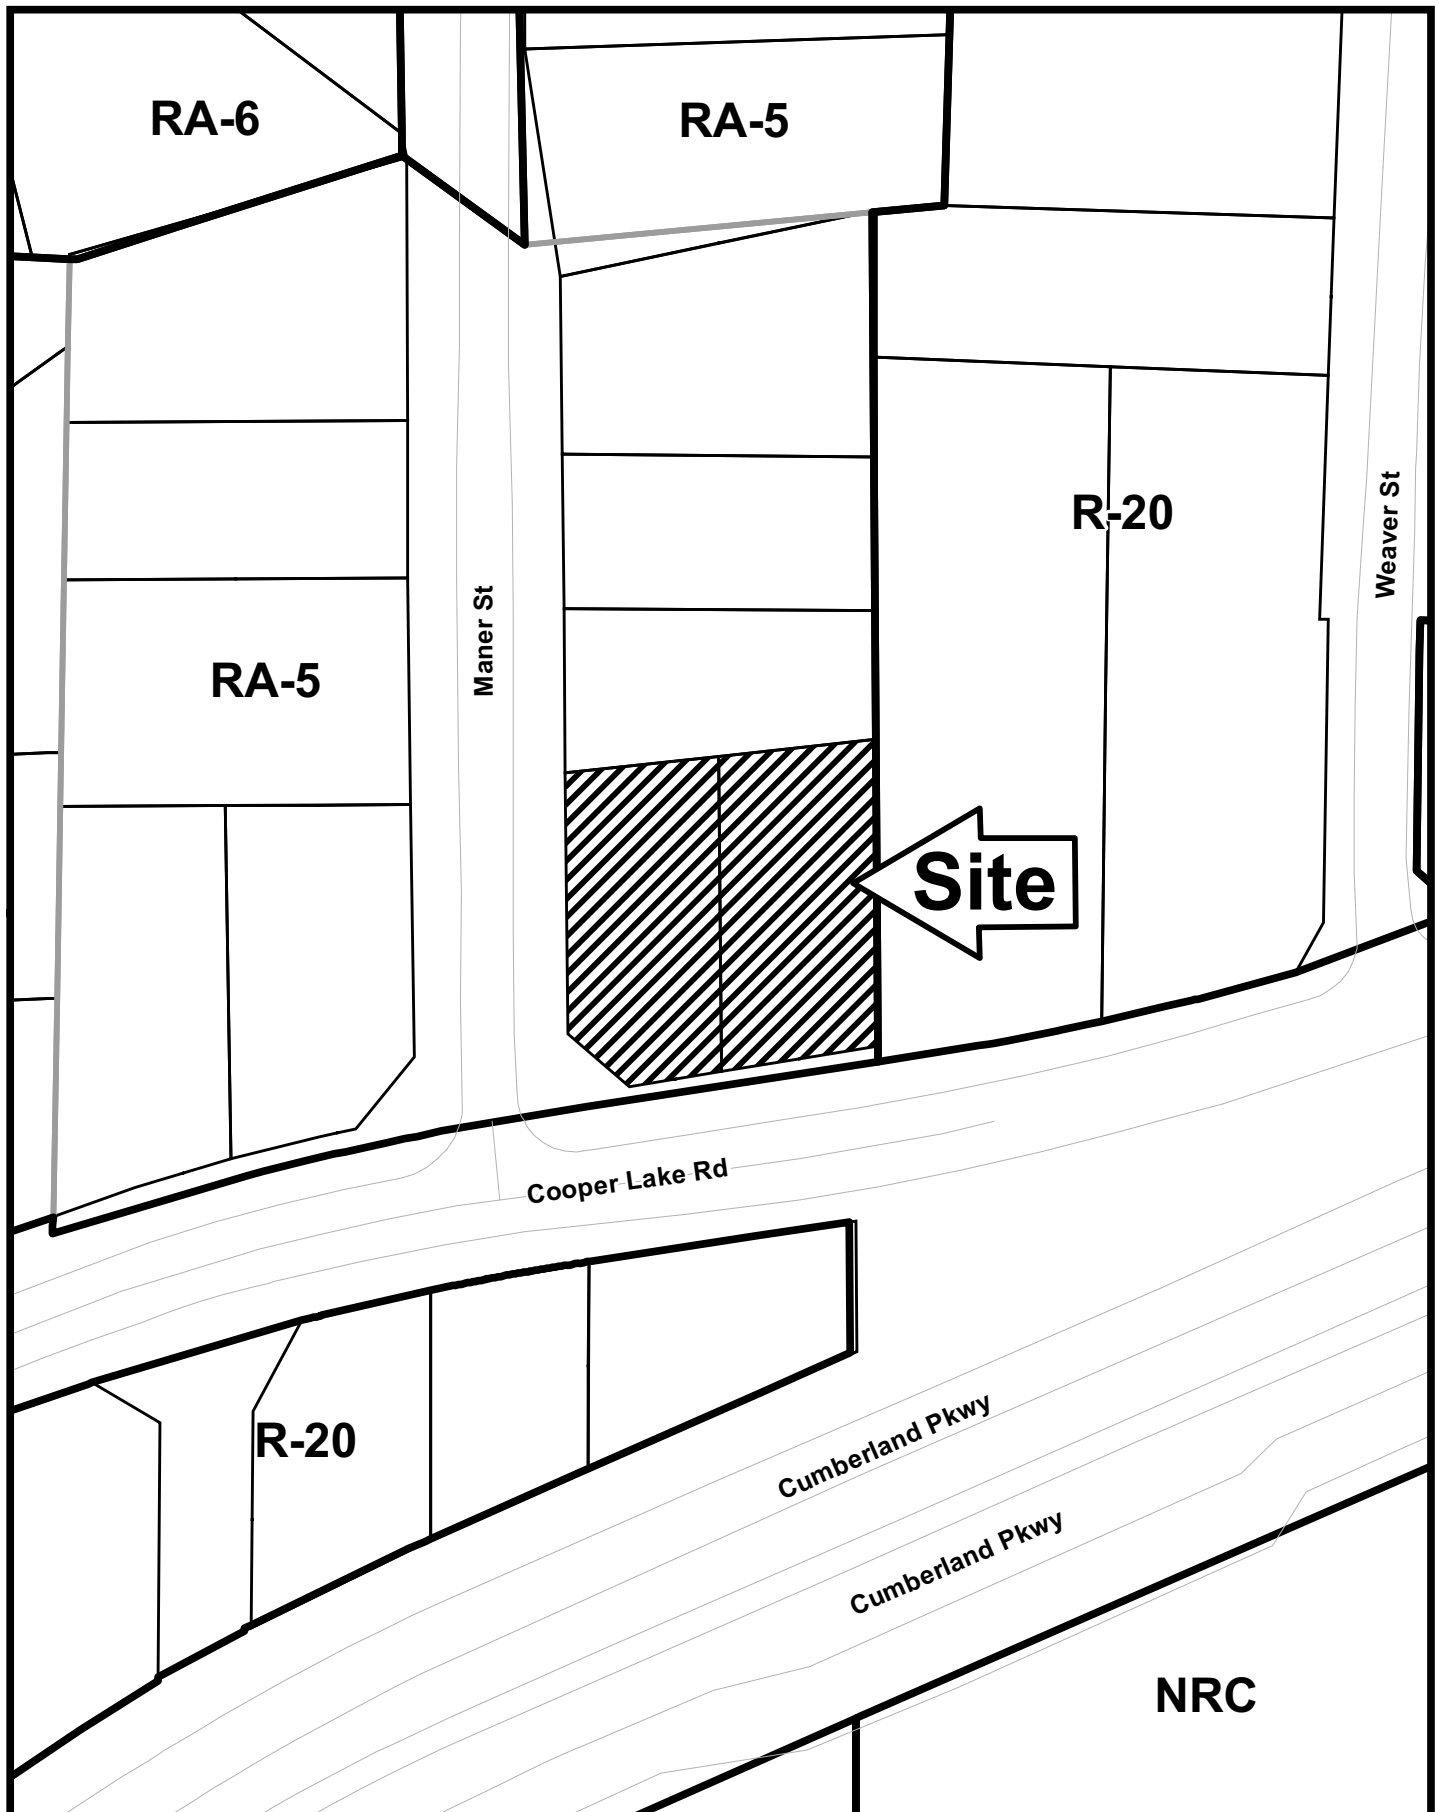 RA-6
RA-5
R-20
Weaver St
Maner St
RA-5
Site
Cooper Lake Rd
Cumberland Pkwy
R-20
Cumberland Pkwy
NRC